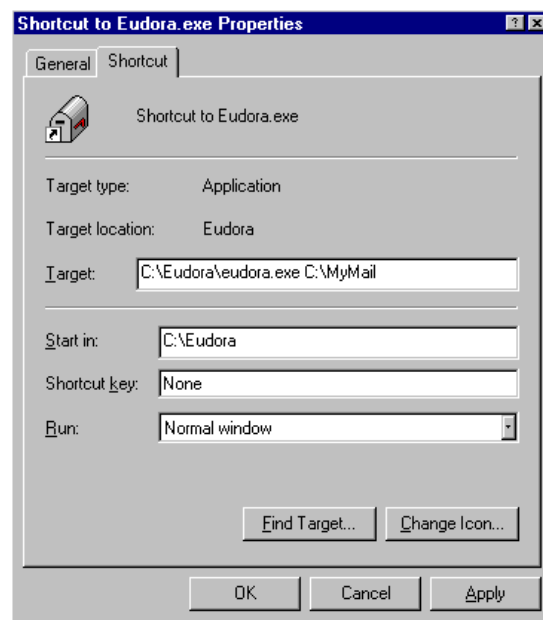 Shortcut to Eudora.exe Properties
General Shortcut
Shortcut to Eudora.exe
Target type: Application
Target location: Eudora
Target: C:\Eudora\eudora.exe C:\MyMail
Start in: C:\Eudora
Shortcut key: None
Run: Normal window
Find Target... Change Icon...
OK Cancel Apply